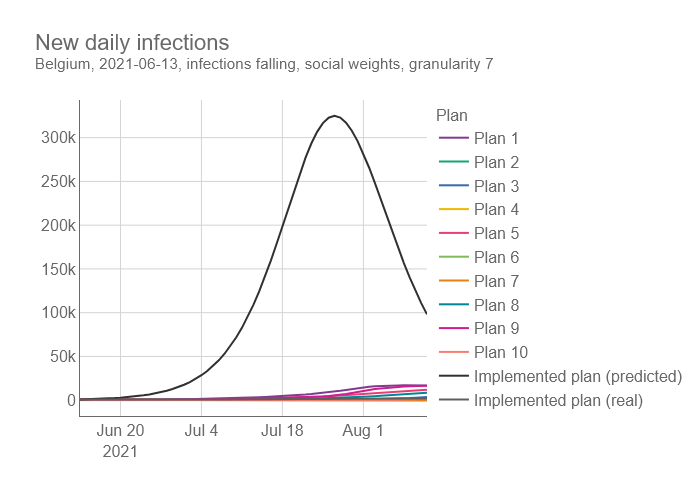 New daily infections
Belgium, 2021-06-13, infections falling, social weights, granularity 7
Plan
300k
250k
200k
150k
100k
50k
0
Jun 20
2021
Jul 4
Jul 18
Aug 1
Plan 1
Plan 2
Plan 3
Plan 4
Plan 5
Plan 6
Plan 7
Plan 8
Plan 9
Plan 10
Implemented plan (predicted)
Implemented plan (real)